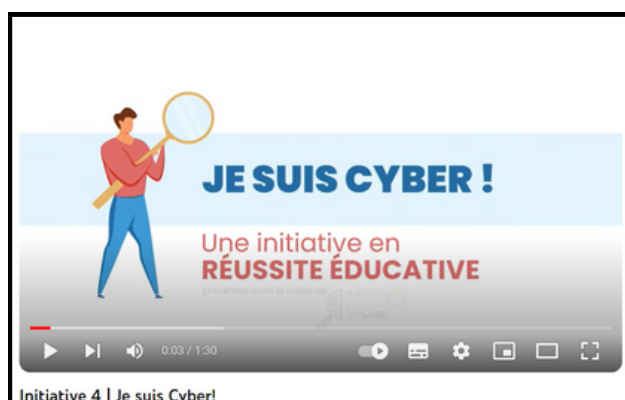 JE SUIS CYBER !
Une initiative en
RÉUSSITE ÉDUCATIVE
présentée dans le cadre de
0:03 / 1:30
Initiative 4 | Je suis Cyber!